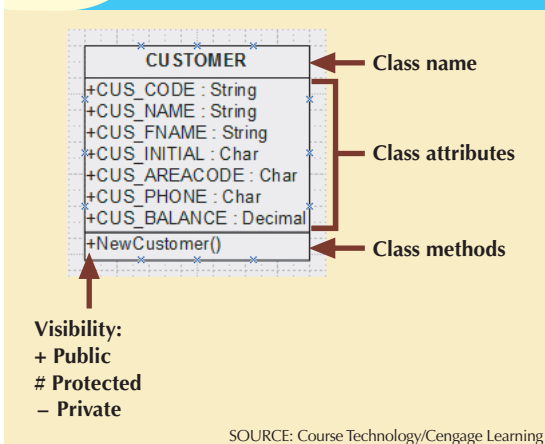 CUSTOMER
Class name
+CUS_CODE : String
+CUS_NAME : String
+CUS_FNAME : String
+CUS_INITIAL : Char
+CUS_AREACODE : Char
+CUS_PHONE : Char
+CUS_BALANCE : Decimal
Class attributes
+NewCustomer()
Class methods
Visibility:
+ Public
# Protected
– Private
SOURCE: Course Technology/Cengage Learning